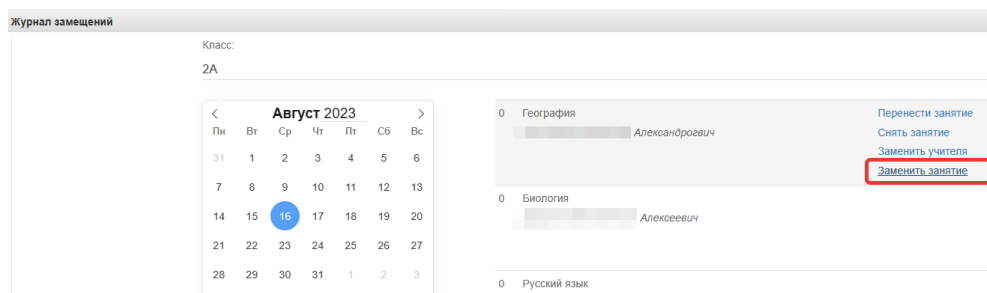 Журнал замещений
Класс:
2А
< Август 2023 >
Пн Вт Ср Чт Пт Сб Вс
31 1 2 3 4 5 6
7 8 9 10 11 12 13
14 15 16 17 18 19 20
21 22 23 24 25 26 27
28 29 30 31 1 2 3
0 География
Александрогвич
Перенести занятие
Снять занятие
Заменить учителя
Заменить занятие
0 Биология
Алексеевич
0 Русский язык